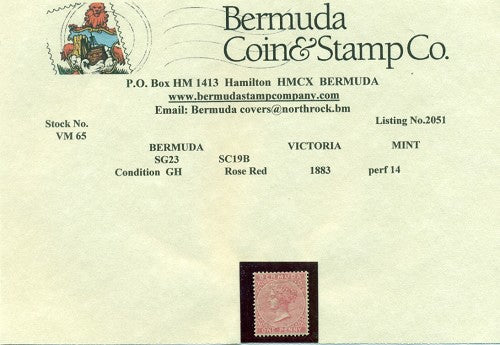 Bermuda
Coin&Stamp Co.
P.O. Box HM 1413 Hamilton HMCX BERMUDA
www.bermudastampcompany.com
Email: Bermuda covers@northrock.bm
Stock No. Listing No.2051
VM 65
BERMUDA VICTORIA MINT
SG23 SC19B
Condition GH Rose Red 1883 perf 14
BERMUDA
ONE PENNY